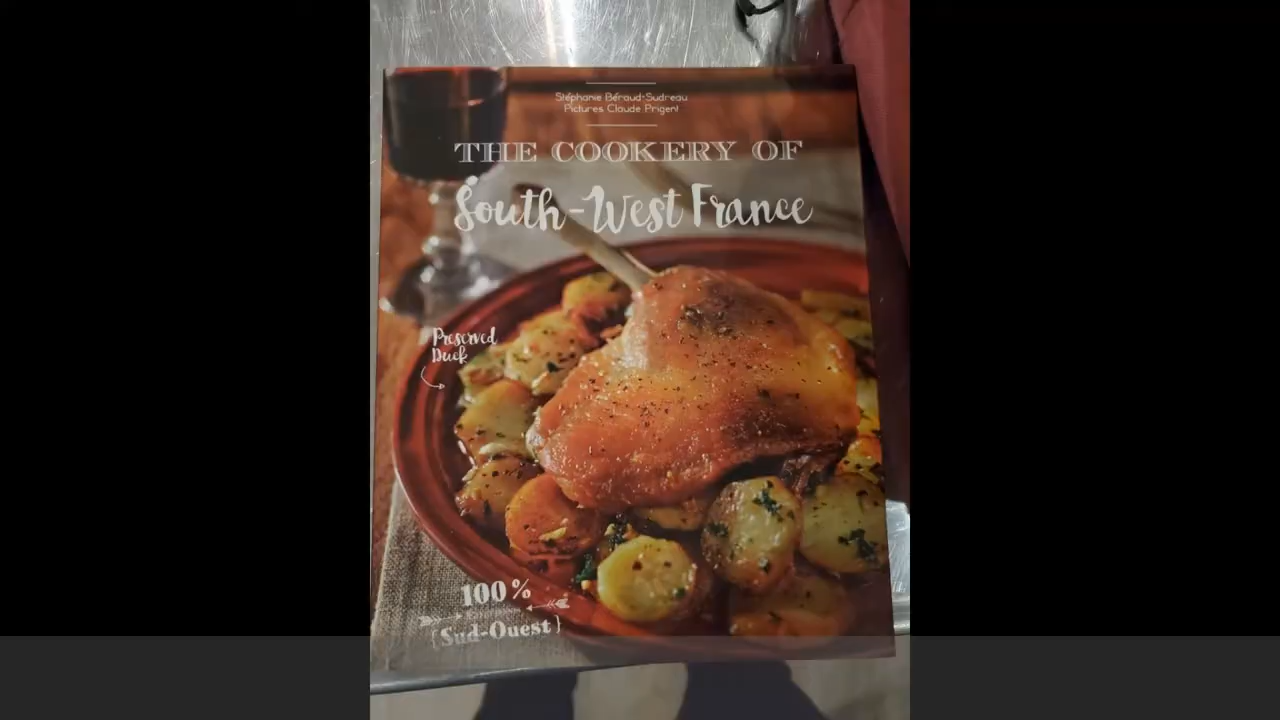 Stéphanie Béraud-Sudreau
Pictures Claude Prigent
THE COOKERY OF
South-West France
Preserved
Duck
100%
{Sud-Ouest}